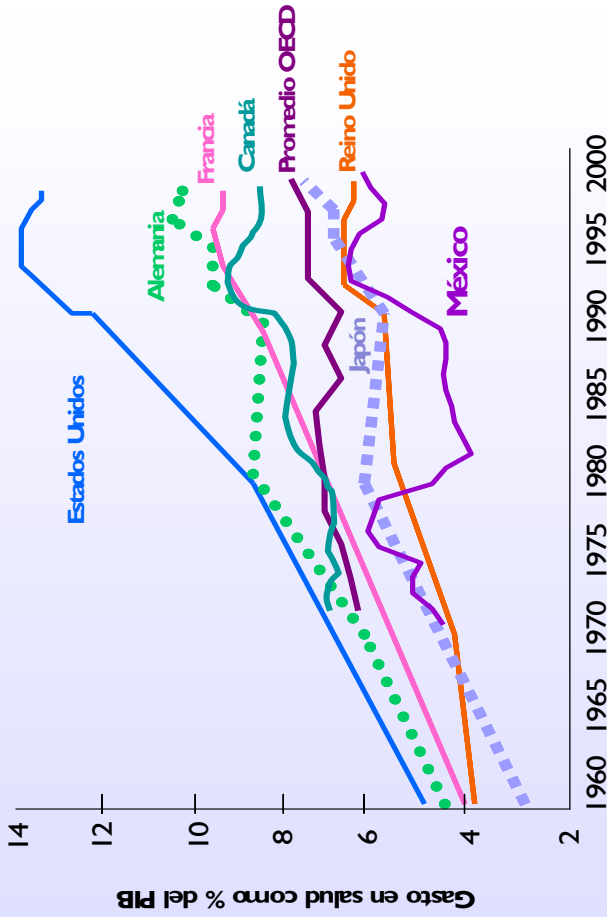 Gasto en salud como % del PIB
14
12
10
8
6
4
2
1960
1965
1970
1975
1980
1985
1990
1995
2000
Estados Unidos
Alemania
Francia
Canadá
Promedio OECD
Japón
Reino Unido
México